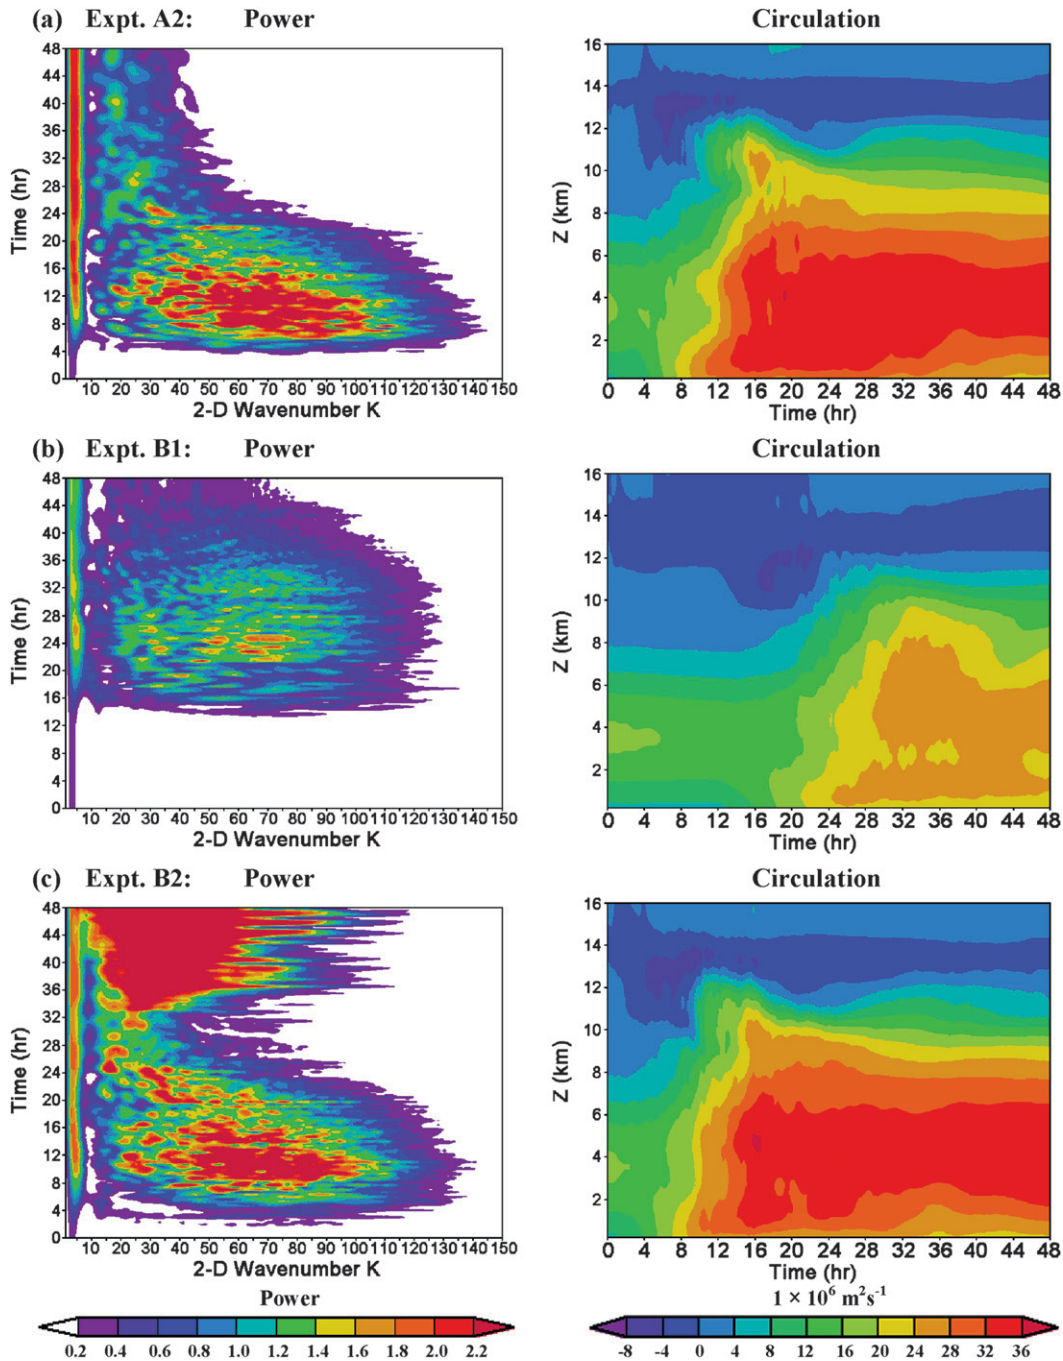 (a) Expt. A2: Power Circulation
48
44
40
36
32
28
24
20
16
12
8
4
0
Time (hr)
10 20 30 40 50 60 70 80 90 100 110 120 130 140 150
2-D Wavenumber K
16
14
12
10
8
6
4
2
Z (km)
0 4 8 12 16 20 24 28 32 36 40 44 48
Time (hr)
(b) Expt. B1: Power Circulation
48
44
40
36
32
28
24
20
16
12
8
4
0
Time (hr)
10 20 30 40 50 60 70 80 90 100 110 120 130 140 150
2-D Wavenumber K
16
14
12
10
8
6
4
2
Z (km)
0 4 8 12 16 20 24 28 32 36 40 44 48
Time (hr)
(c) Expt. B2: Power Circulation
48
44
40
36
32
28
24
20
16
12
8
4
0
Time (hr)
10 20 30 40 50 60 70 80 90 100 110 120 130 140 150
2-D Wavenumber K
16
14
12
10
8
6
4
2
Z (km)
0 4 8 12 16 20 24 28 32 36 40 44 48
Time (hr)
Power
0.2 0.4 0.6 0.8 1.0 1.2 1.4 1.6 1.8 2.0 2.2
1 × 10⁶ m²s⁻¹
-8 -4 0 4 8 12 16 20 24 28 32 36